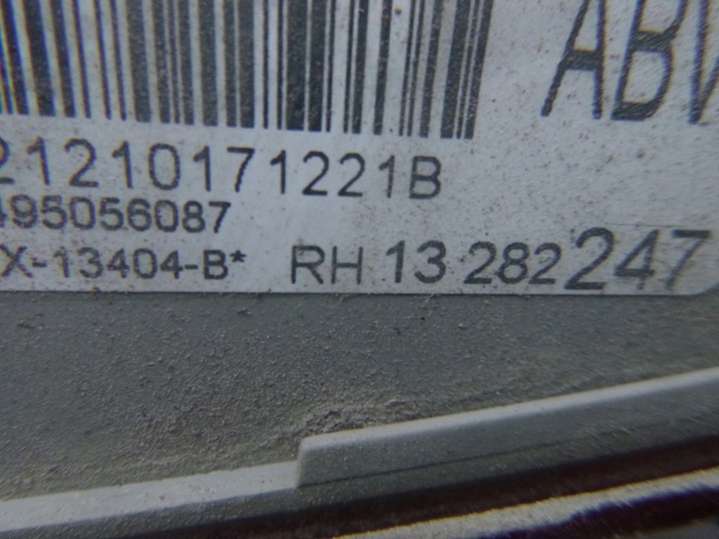 ABV
21210171221B
495056087
X-13404-B* RH 13 282 247